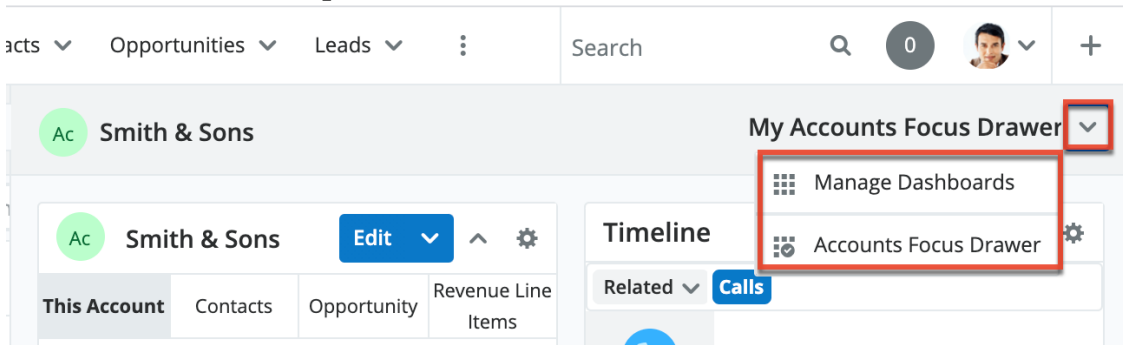 acts Opportunities Leads Search 0
Ac Smith & Sons My Accounts Focus Drawer
Manage Dashboards
Ac Smith & Sons Edit Timeline
Accounts Focus Drawer
Related Calls
This Account Contacts Opportunity Revenue Line
Items